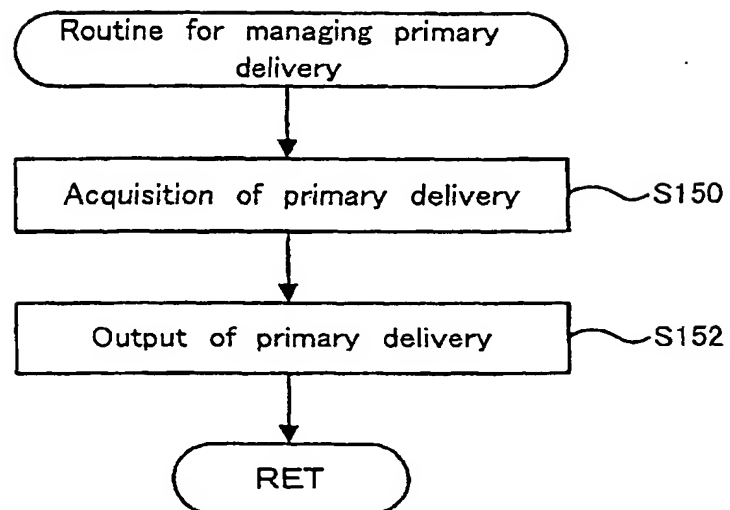 Routine for managing primary
delivery
Acquisition of primary delivery
S150
Output of primary delivery
S152
RET